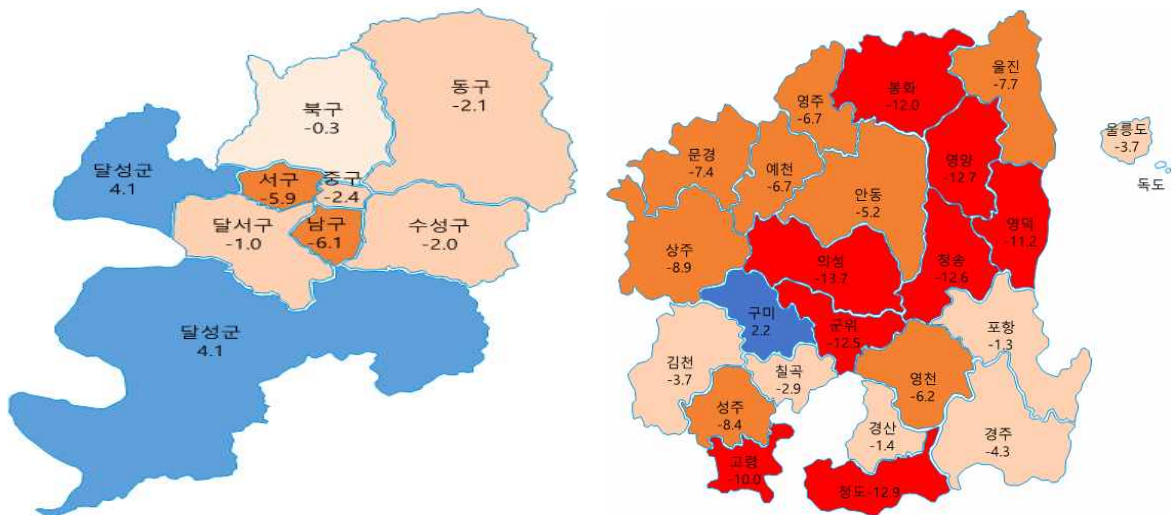 동구
-2.1
북구
-0.3
달성군
4.1
서구
-5.9
중구
-2.4
달서구
-1.0
남구
-6.1
수성구
-2.0
달성군
4.1
봉화
-12.0
울진
-7.7
영주
-6.7
울릉도
-3.7
독도
문경
-7.4
예천
-6.7
영양
-12.7
안동
-5.2
영덕
-11.2
상주
-8.9
의성
-13.7
청송
-12.6
구미
2.2
군위
-12.5
포항
-1.3
김천
-3.7
칠곡
-2.9
영천
-6.2
성주
-8.4
경산
-1.4
경주
-4.3
고령
-10.0
청도-12.9